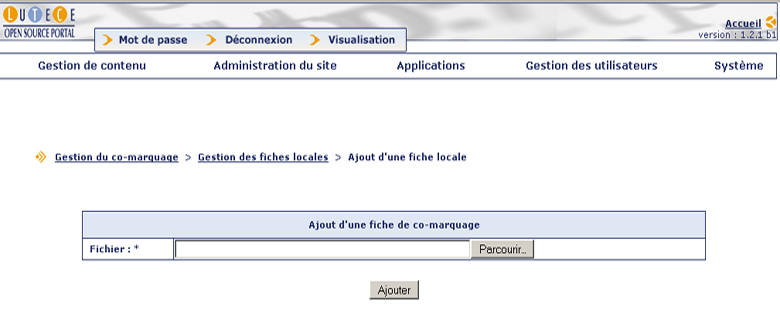 LUTECE
OPEN SOURCE PORTAL
Mot de passe Déconnexion Visualisation
Accueil
version : 1.2.1 b1
Gestion de contenu Administration du site Applications Gestion des utilisateurs Système
Gestion du co-marquage > Gestion des fiches locales > Ajout d'une fiche locale
Ajout d'une fiche de co-marquage
Fichier : * Parcourir...
Ajouter